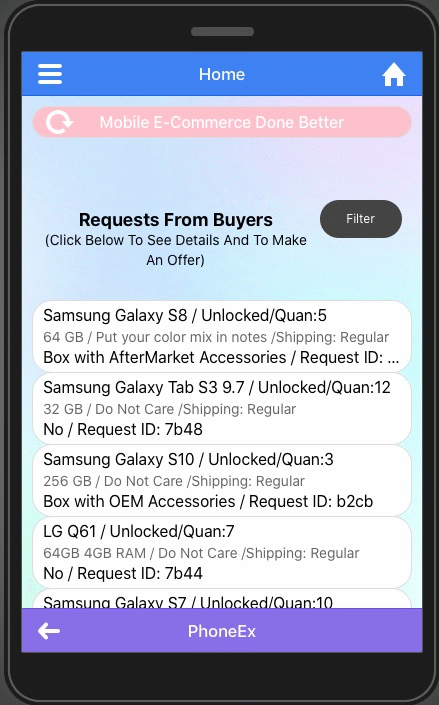 Home
Mobile E-Commerce Done Better
Requests From Buyers
Filter
(Click Below To See Details And To Make
An Offer)
Samsung Galaxy S8 / Unlocked/Quan:5
64 GB / Put your color mix in notes /Shipping: Regular
Box with AfterMarket Accessories / Request ID: ...
Samsung Galaxy Tab S3 9.7 / Unlocked/Quan:12
32 GB / Do Not Care /Shipping: Regular
No / Request ID: 7b48
Samsung Galaxy S10 / Unlocked/Quan:3
256 GB / Do Not Care /Shipping: Regular
Box with OEM Accessories / Request ID: b2cb
LG Q61 / Unlocked/Quan:7
64GB 4GB RAM / Do Not Care /Shipping: Regular
No / Request ID: 7b44
Samsung Galaxy S7 / Unlocked/Quan:10
PhoneEx